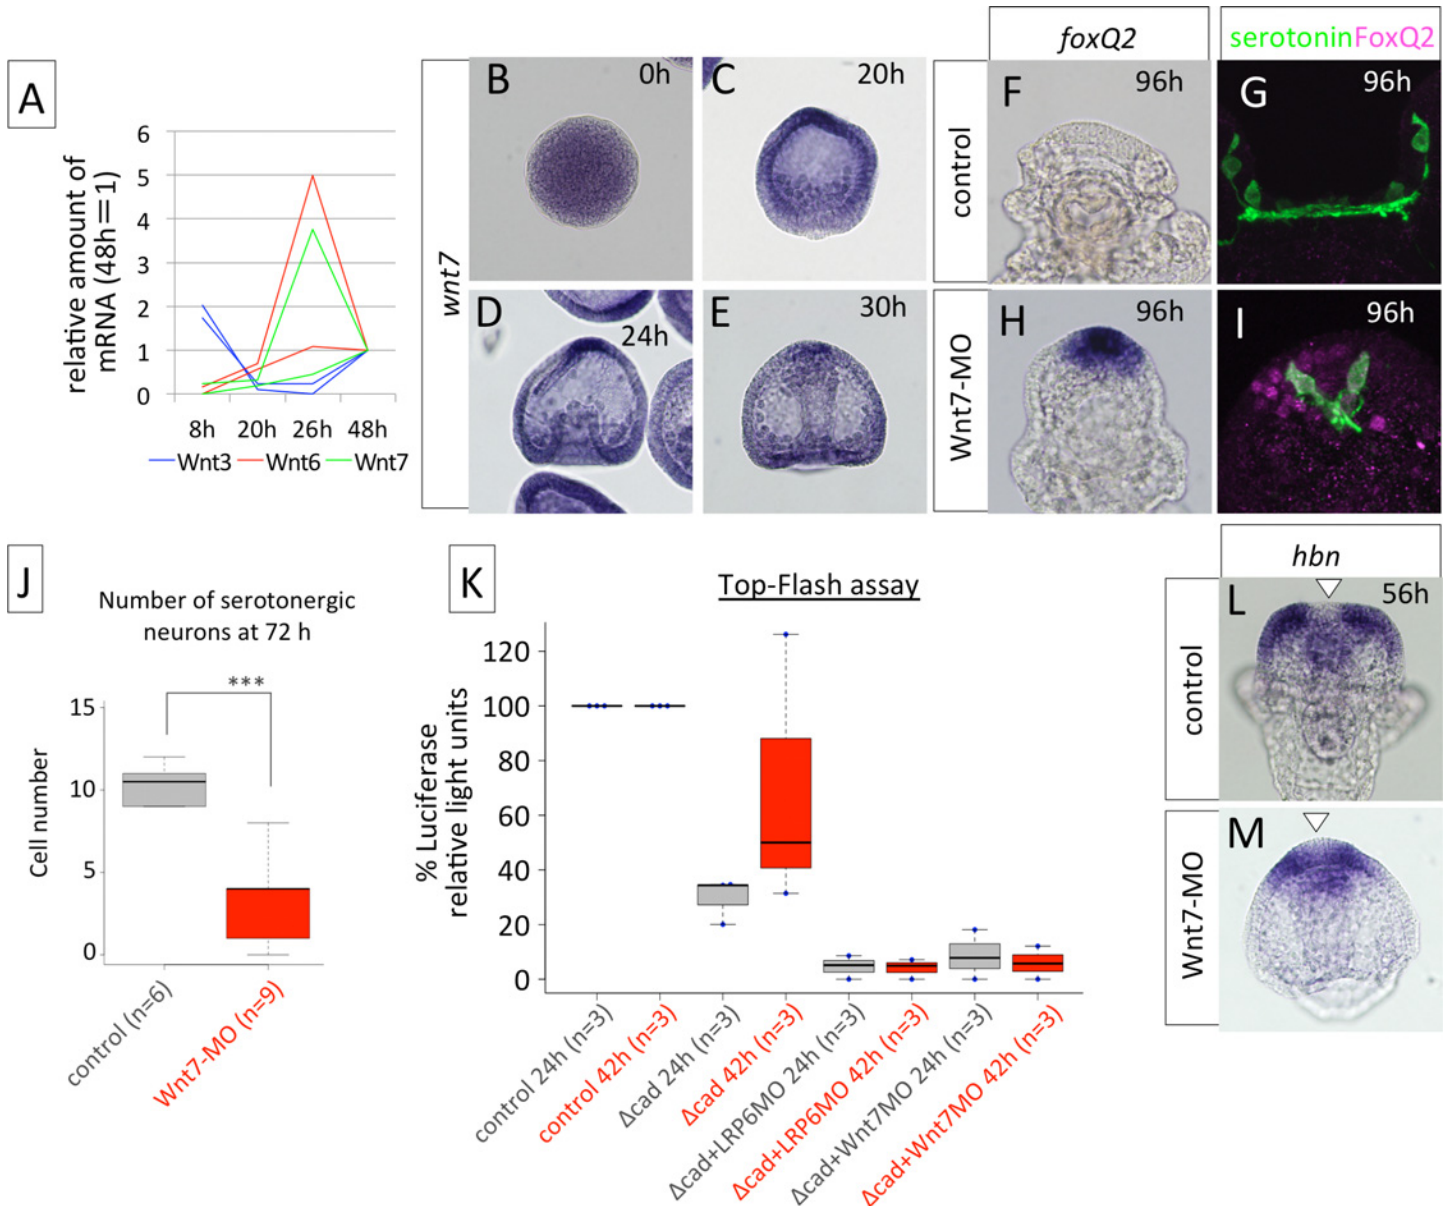 A
relative amount of
mRNA (48h＝1)
6
5
4
3
2
1
0
8h 20h 26h 48h
Wnt3 Wnt6 Wnt7
wnt7
B 0h
C 20h
D 24h
E 30h
foxQ2
serotoninFoxQ2
control
F 96h
G 96h
Wnt7-MO
H 96h
I 96h
J
Number of serotonergic
neurons at 72 h
***
Cell number
15
10
5
0
control (n=6)
Wnt7-MO (n=9)
K
Top-Flash assay
% Luciferase
relative light units
120
100
80
60
40
20
0
control 24h (n=3)
control 42h (n=3)
Δcad 24h (n=3)
Δcad 42h (n=3)
Δcad+LRP6MO 24h (n=3)
Δcad+LRP6MO 42h (n=3)
Δcad+Wnt7MO 24h (n=3)
Δcad+Wnt7MO 42h (n=3)
hbn
control
L 56h
Wnt7-MO
M